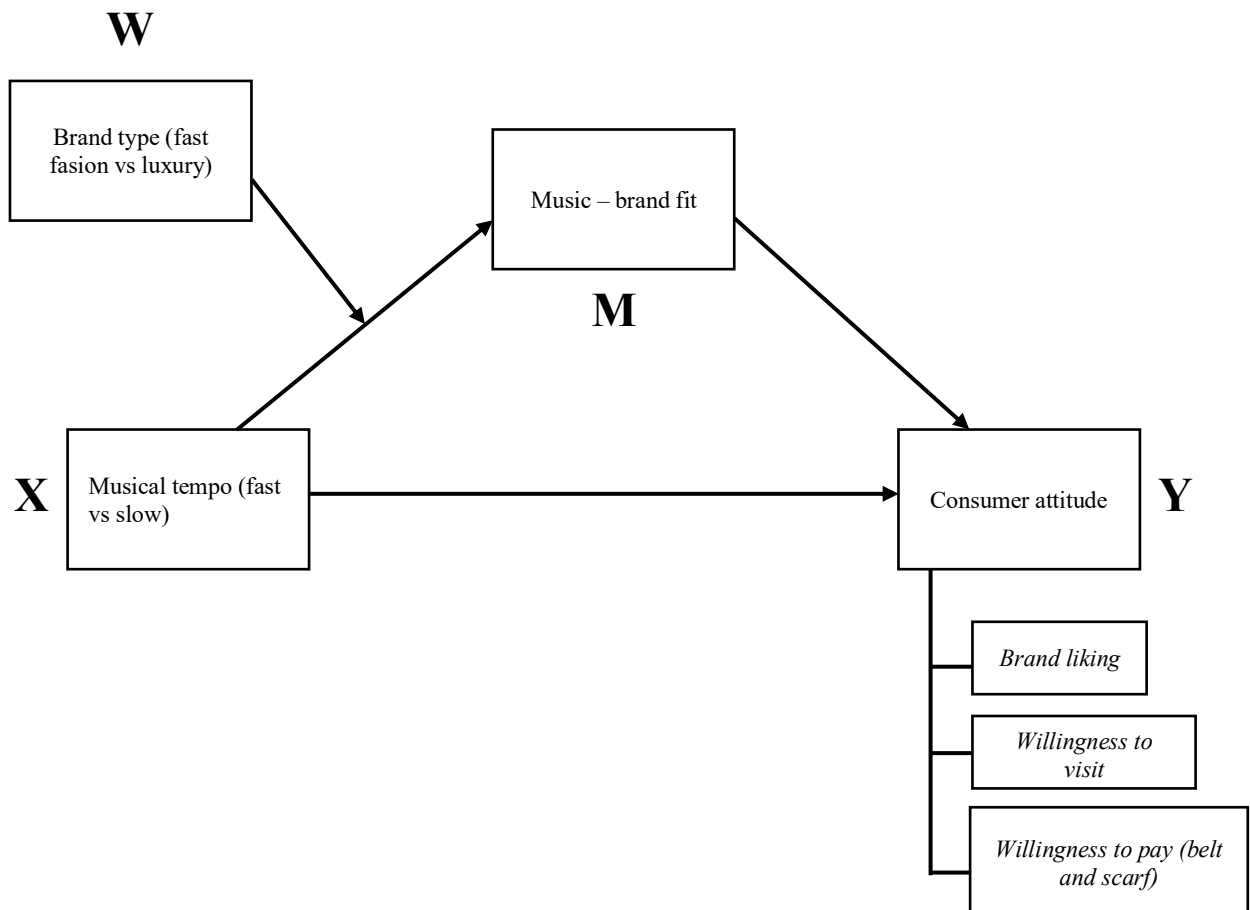 W
Brand type (fast
fasion vs luxury)
Music – brand fit
M
X
Musical tempo (fast
vs slow)
Consumer attitude
Y
Brand liking
Willingness to
visit
Willingness to pay (belt
and scarf)